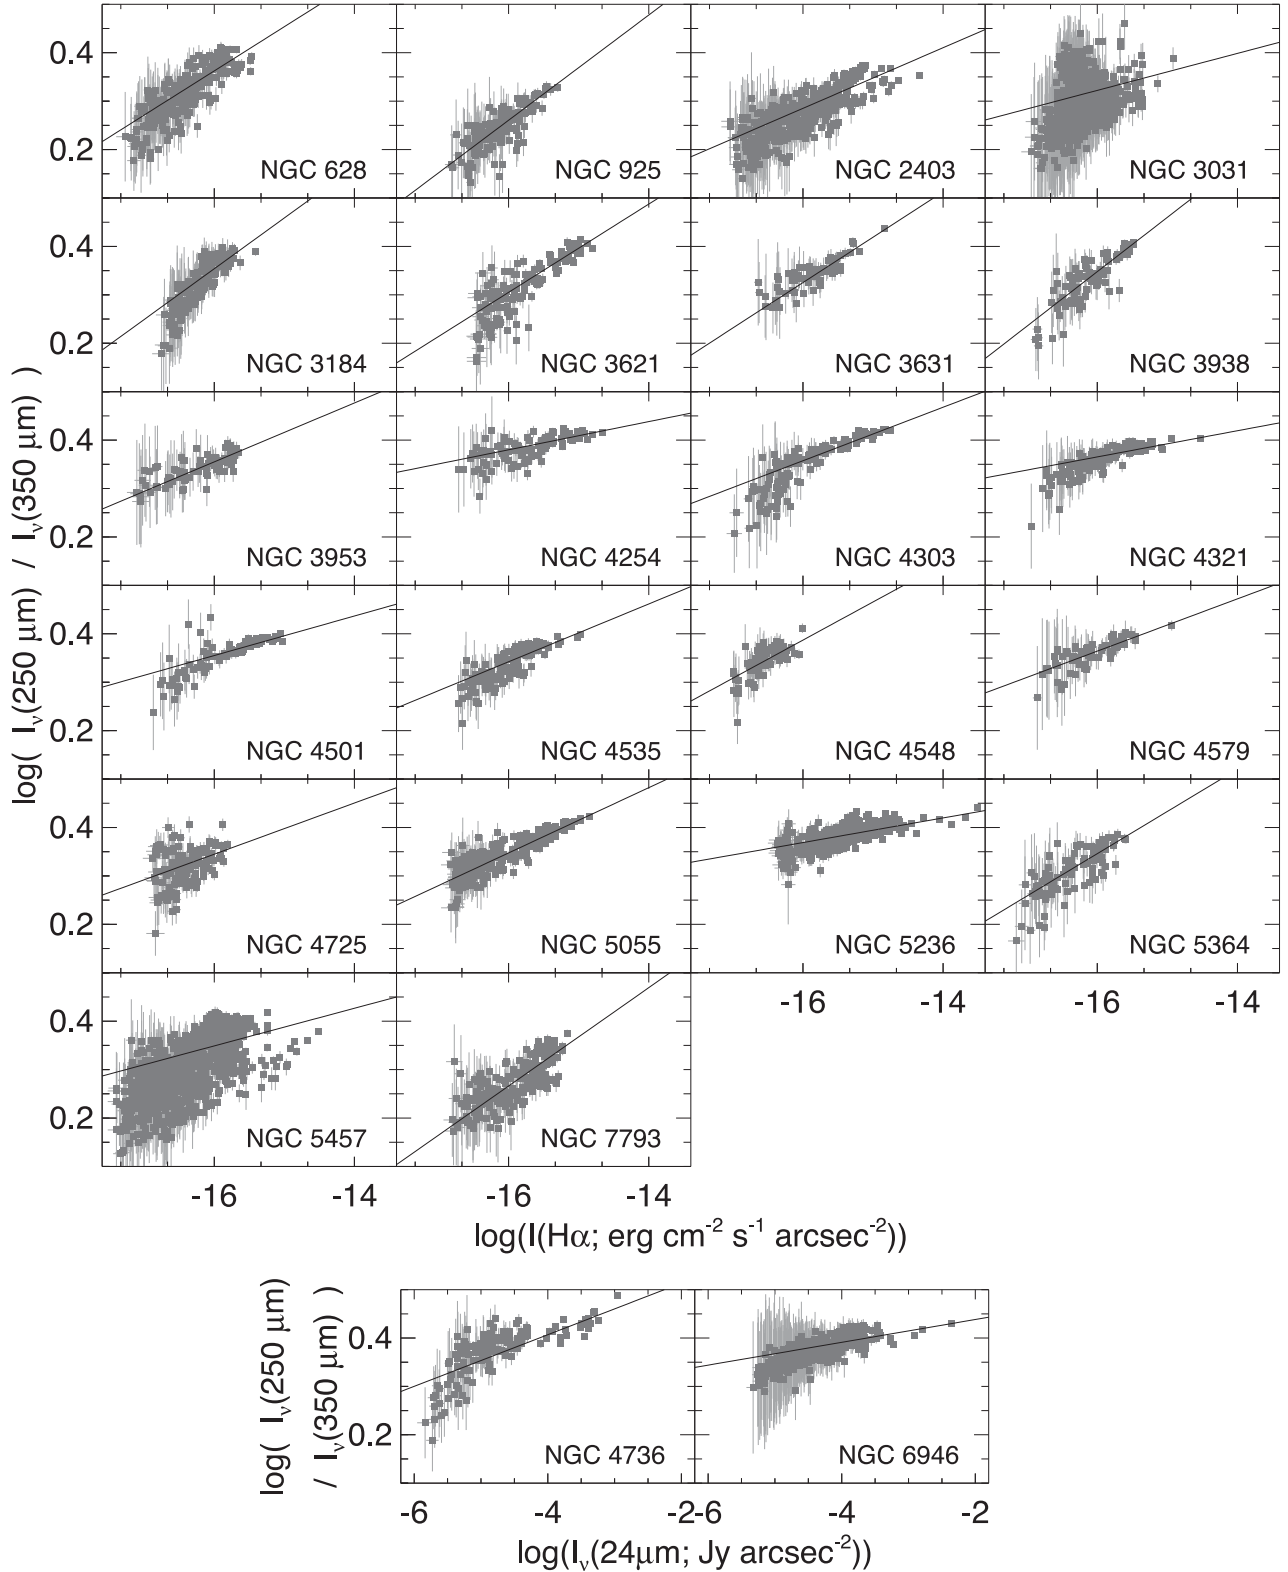 0.4
0.2
NGC 628
NGC 925
NGC 2403
NGC 3031
0.4
0.2
NGC 3184
NGC 3621
NGC 3631
NGC 3938
0.4
0.2
NGC 3953
NGC 4254
NGC 4303
NGC 4321
log( Iν(250 μm) / Iν(350 μm) )
0.4
0.2
NGC 4501
NGC 4535
NGC 4548
NGC 4579
0.4
0.2
NGC 4725
NGC 5055
NGC 5236
NGC 5364
-16
-14
-16
-14
0.4
0.2
NGC 5457
NGC 7793
-16
-14
-16
-14
log(I(Hα; erg cm-2 s-1 arcsec-2))
log( Iν(250 μm)
/ Iν(350 μm) )
0.4
0.2
NGC 4736
NGC 6946
-6
-4
-2
-6
-4
-2
log(Iν(24μm; Jy arcsec-2))